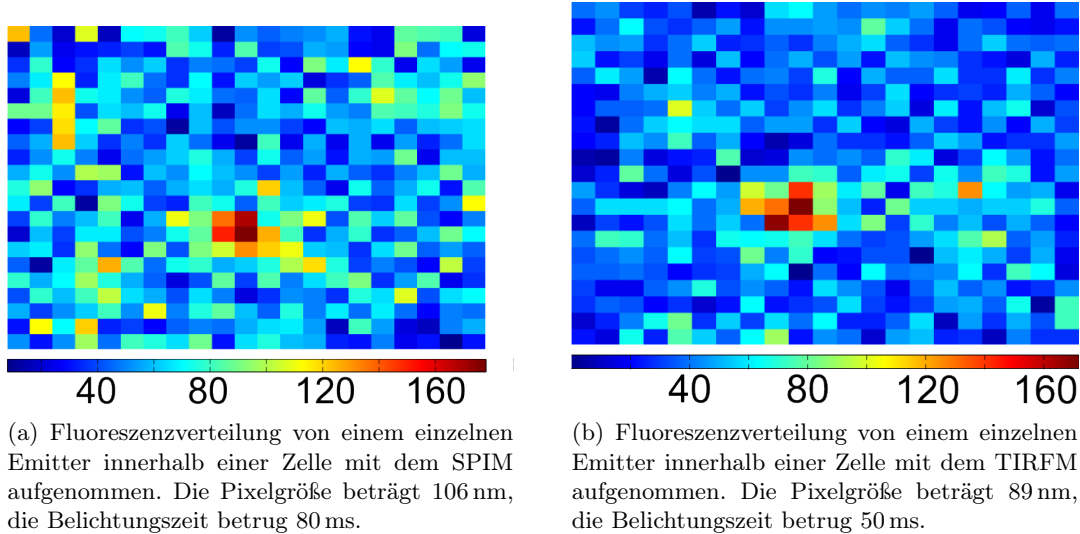 40 80 120 160
(a) Fluoreszenzverteilung von einem einzelnen
Emitter innerhalb einer Zelle mit dem SPIM
aufgenommen. Die Pixelgröße beträgt 106 nm,
die Belichtungszeit betrug 80 ms.
40 80 120 160
(b) Fluoreszenzverteilung von einem einzelnen
Emitter innerhalb einer Zelle mit dem TIRFM
aufgenommen. Die Pixelgröße beträgt 89 nm,
die Belichtungszeit betrug 50 ms.